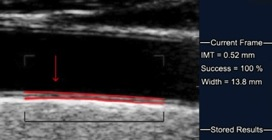 Current Frame
IMT = 0.52 mm
Success = 100 %
Width = 13.8 mm
Stored Results